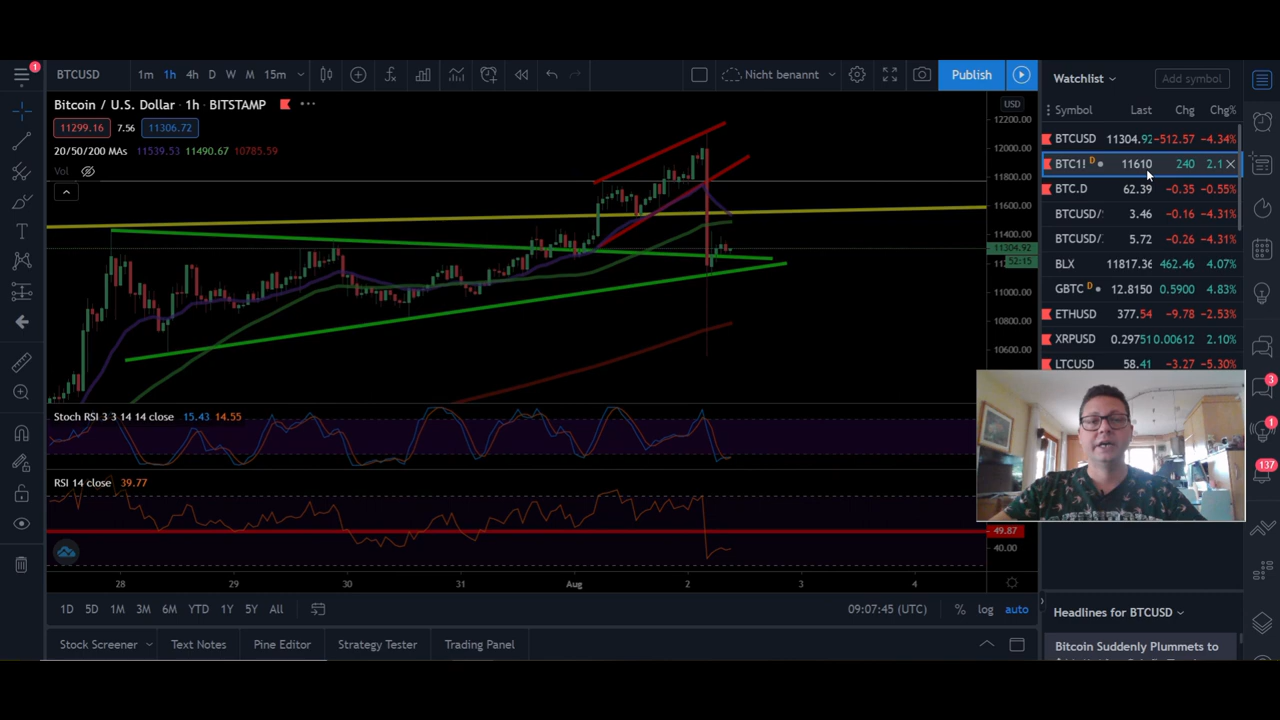 1
BTCUSD 1m 1h 4h D W M 15m Nicht benannt Publish
Watchlist Add symbol
Bitcoin / U.S. Dollar · 1h · BITSTAMP
11299.16 7.56 11306.72
20/50/200 MAs 11539.53 11490.67 10785.59
Vol
USD
12200.00
12000.00
11800.00
11600.00
11400.00
11304.92
52:15
11000.00
10800.00
10600.00
Symbol Last Chg Chg%
BTCUSD 11304.92 -512.57 -4.34%
BTC1! D 11610 240 2.1
BTC.D 62.39 -0.35 -0.55%
BTCUSD/ 3.46 -0.16 -4.31%
BTCUSD/ 5.72 -0.26 -4.31%
BLX 11817.36 462.46 4.07%
GBTC D 12.8150 0.5900 4.83%
ETHUSD 377.54 -9.78 -2.53%
XRPUSD 0.29751 0.00612 2.10%
LTCUSD 58.41 -3.27 -5.30%
Stoch RSI 3 3 14 14 close 15.43 14.55
RSI 14 close 39.77
49.87
40.00
3
1
137
28 29 30 31 Aug 2 3 4
1D 5D 1M 3M 6M YTD 1Y 5Y All 09:07:45 (UTC) % log auto
Stock Screener Text Notes Pine Editor Strategy Tester Trading Panel
Headlines for BTCUSD
Bitcoin Suddenly Plummets to